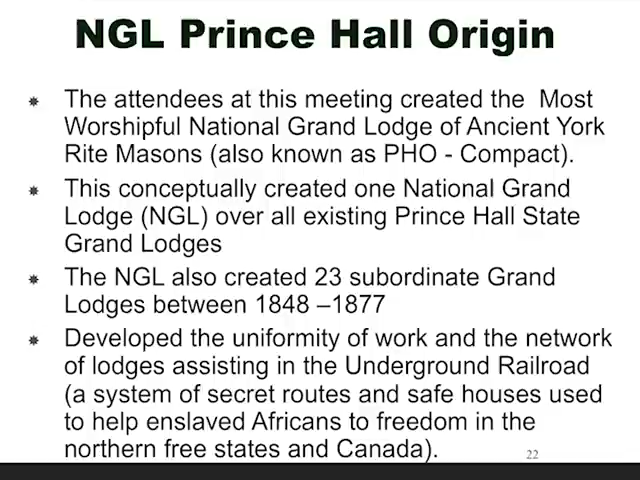 NGL Prince Hall Origin
The attendees at this meeting created the Most
Worshipful National Grand Lodge of Ancient York
Rite Masons (also known as PHO - Compact).
This conceptually created one National Grand
Lodge (NGL) over all existing Prince Hall State
Grand Lodges
The NGL also created 23 subordinate Grand
Lodges between 1848 –1877
Developed the uniformity of work and the network
of lodges assisting in the Underground Railroad
(a system of secret routes and safe houses used
to help enslaved Africans to freedom in the
northern free states and Canada).
22